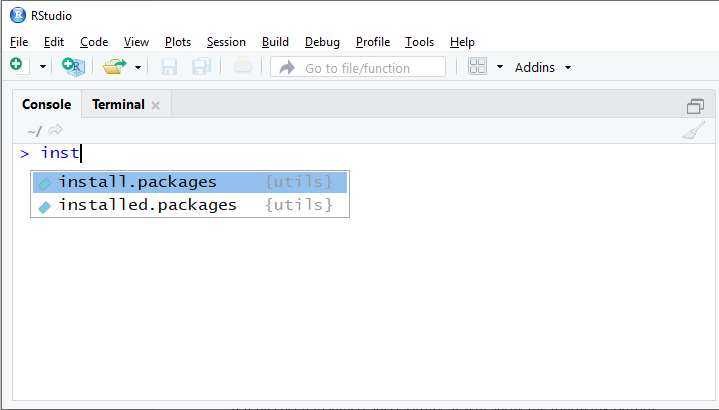 RStudio
File Edit Code View Plots Session Build Debug Profile Tools Help
Go to file/function Addins
Console Terminal
~/
> inst
install.packages {utils}
installed.packages {utils}